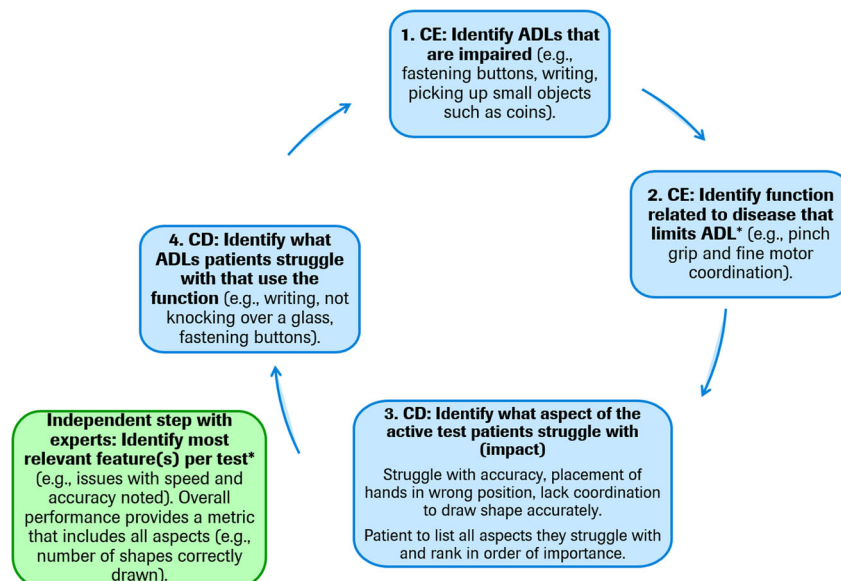 1. CE: Identify ADLs that
are impaired (e.g.,
fastening buttons, writing,
picking up small objects
such as coins).
2. CE: Identify function
related to disease that
limits ADL* (e.g., pinch
grip and fine motor
coordination).
3. CD: Identify what aspect of the
active test patients struggle with
(impact)
Struggle with accuracy, placement of
hands in wrong position, lack coordination
to draw shape accurately.
Patient to list all aspects they struggle with
and rank in order of importance.
4. CD: Identify what
ADLs patients struggle
with that use the
function (e.g., writing, not
knocking over a glass,
fastening buttons).
Independent step with
experts: Identify most
relevant feature(s) per test*
(e.g., issues with speed and
accuracy noted). Overall
performance provides a metric
that includes all aspects (e.g.,
number of shapes correctly
drawn).